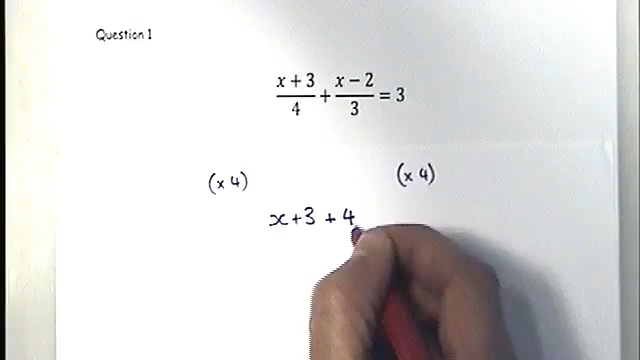 Question 1
x + 3 / 4 + x − 2 / 3 = 3
(x 4) (x 4)
x + 3 + 4